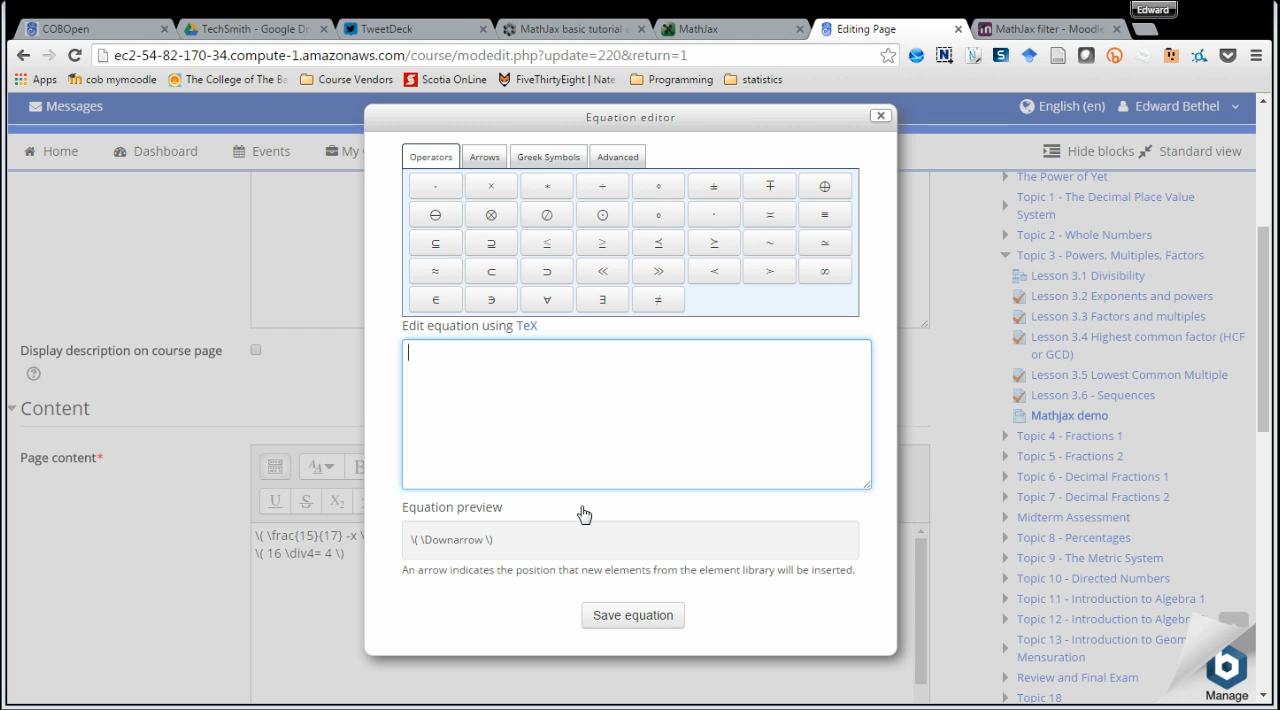 Edward
COBOpen
TechSmith - Google Dr
TweetDeck
MathJax basic tutorial
MathJax
Editing Page
MathJax filter - Moodle
ec2-54-82-170-34.compute-1.amazonaws.com/course/modedit.php?update=220&return=1
Apps
cob mymoodle
The College of The Ba
Course Vendors
Scotia OnLine
FiveThirtyEight | Nate
Programming
statistics
Messages
English (en)
Edward Bethel
Home
Dashboard
Events
My
Hide blocks
Standard view
Equation editor
Operators
Arrows
Greek Symbols
Advanced
· × ∗ ÷ ⋄ ± ∓ ⊕
⊖ ⊗ ⊘ ⊙ ∘ · ≍ ≡
⊆ ⊇ ≤ ≥ ⪯ ⪰ ∼ ≃
≈ ⊂ ⊃ ≪ ≫ ≺ ≻ ∞
∈ ∋ ∀ ∃ ≠
Edit equation using TeX
Equation preview
\( \Downarrow \)
An arrow indicates the position that new elements from the element library will be inserted.
Save equation
Display description on course page
Content
Page content*
B
U
S
X₂
\( \frac{15}{17} -x \
\( 16 \div4= 4 \)
The Power of Yet
Topic 1 - The Decimal Place Value
System
Topic 2 - Whole Numbers
Topic 3 - Powers, Multiples, Factors
Lesson 3.1 Divisibility
Lesson 3.2 Exponents and powers
Lesson 3.3 Factors and multiples
Lesson 3.4 Highest common factor (HCF
or GCD)
Lesson 3.5 Lowest Common Multiple
Lesson 3.6 - Sequences
Mathjax demo
Topic 4 - Fractions 1
Topic 5 - Fractions 2
Topic 6 - Decimal Fractions 1
Topic 7 - Decimal Fractions 2
Midterm Assessment
Topic 8 - Percentages
Topic 9 - The Metric System
Topic 10 - Directed Numbers
Topic 11 - Introduction to Algebra 1
Topic 12 - Introduction to Algebr
Topic 13 - Introduction to Geom
Mensuration
Review and Final Exam
Topic 18
Manage